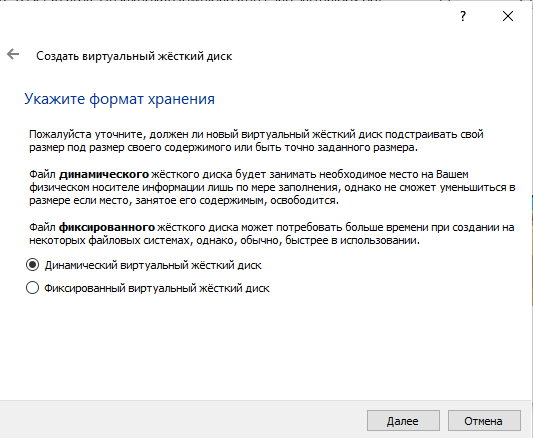 ?
Создать виртуальный жёсткий диск
Укажите формат хранения
Пожалуйста уточните, должен ли новый виртуальный жёсткий диск подстраивать свой
размер под размер своего содержимого или быть точно заданного размера.
Файл динамического жёсткого диска будет занимать необходимое место на Вашем
физическом носителе информации лишь по мере заполнения, однако не сможет уменьшиться в
размере если место, занятое его содержимым, освободится.
Файл фиксированного жёсткого диска может потребовать больше времени при создании на
некоторых файловых системах, однако, обычно, быстрее в использовании.
Динамический виртуальный жёсткий диск
Фиксированный виртуальный жёсткий диск
Далее
Отмена